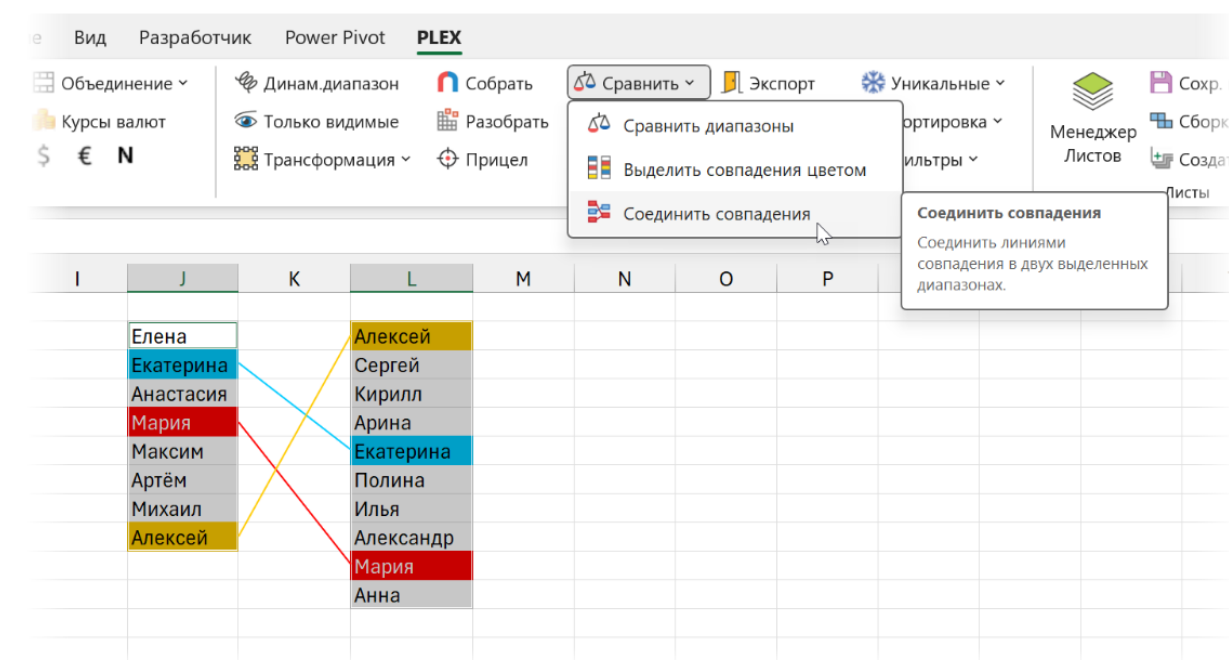 е Вид Разработчик Power Pivot PLEX
Объединение Динам.диапазон Собрать Сравнить Экспорт Уникальные Сохр.
Курсы валют Только видимые Разобрать Сравнить диапазоны ортировка Менеджер Сборк
$ € N Трансформация Прицел Выделить совпадения цветом ильтры Листов Созда
Соединить совпадения Листы
Соединить совпадения
Соединить линиями
совпадения в двух выделенных
диапазонах.
I J K L M N O P
Елена Алексей
Екатерина Сергей
Анастасия Кирилл
Мария Арина
Максим Екатерина
Артём Полина
Михаил Илья
Алексей Александр
Мария
Анна